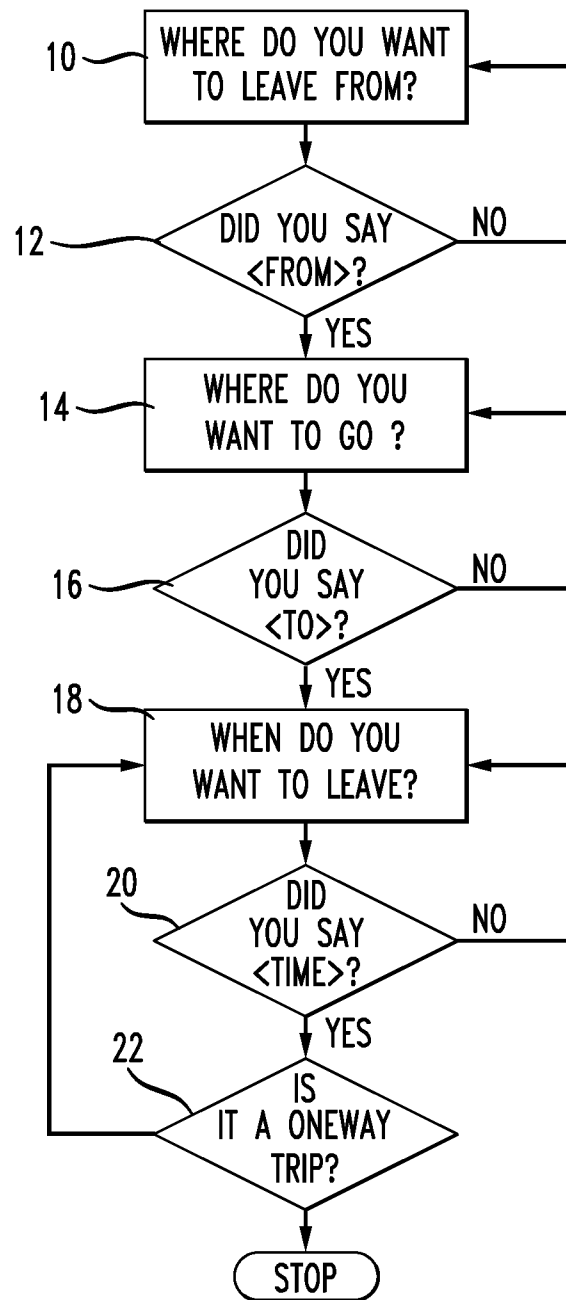 10
WHERE DO YOU WANT
TO LEAVE FROM?
12
DID YOU SAY
<FROM>?
NO
YES
14
WHERE DO YOU
WANT TO GO ?
16
DID
YOU SAY
<TO>?
NO
YES
18
WHEN DO YOU
WANT TO LEAVE?
20
DID
YOU SAY
<TIME>?
NO
YES
22
IS
IT A ONEWAY
TRIP?
STOP